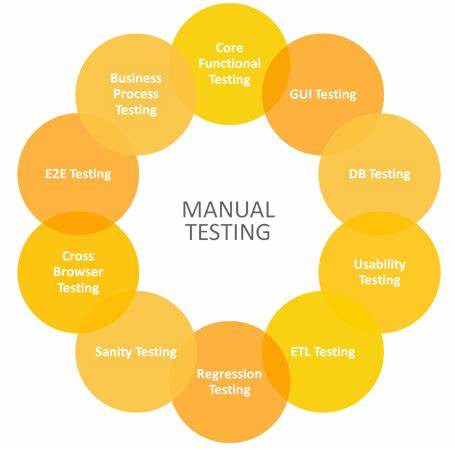 Core
Functional
Testing
GUI Testing
DB Testing
Usability
Testing
ETL Testing
Regression
Testing
Sanity Testing
Cross
Browser
Testing
E2E Testing
Business
Process
Testing
MANUAL
TESTING